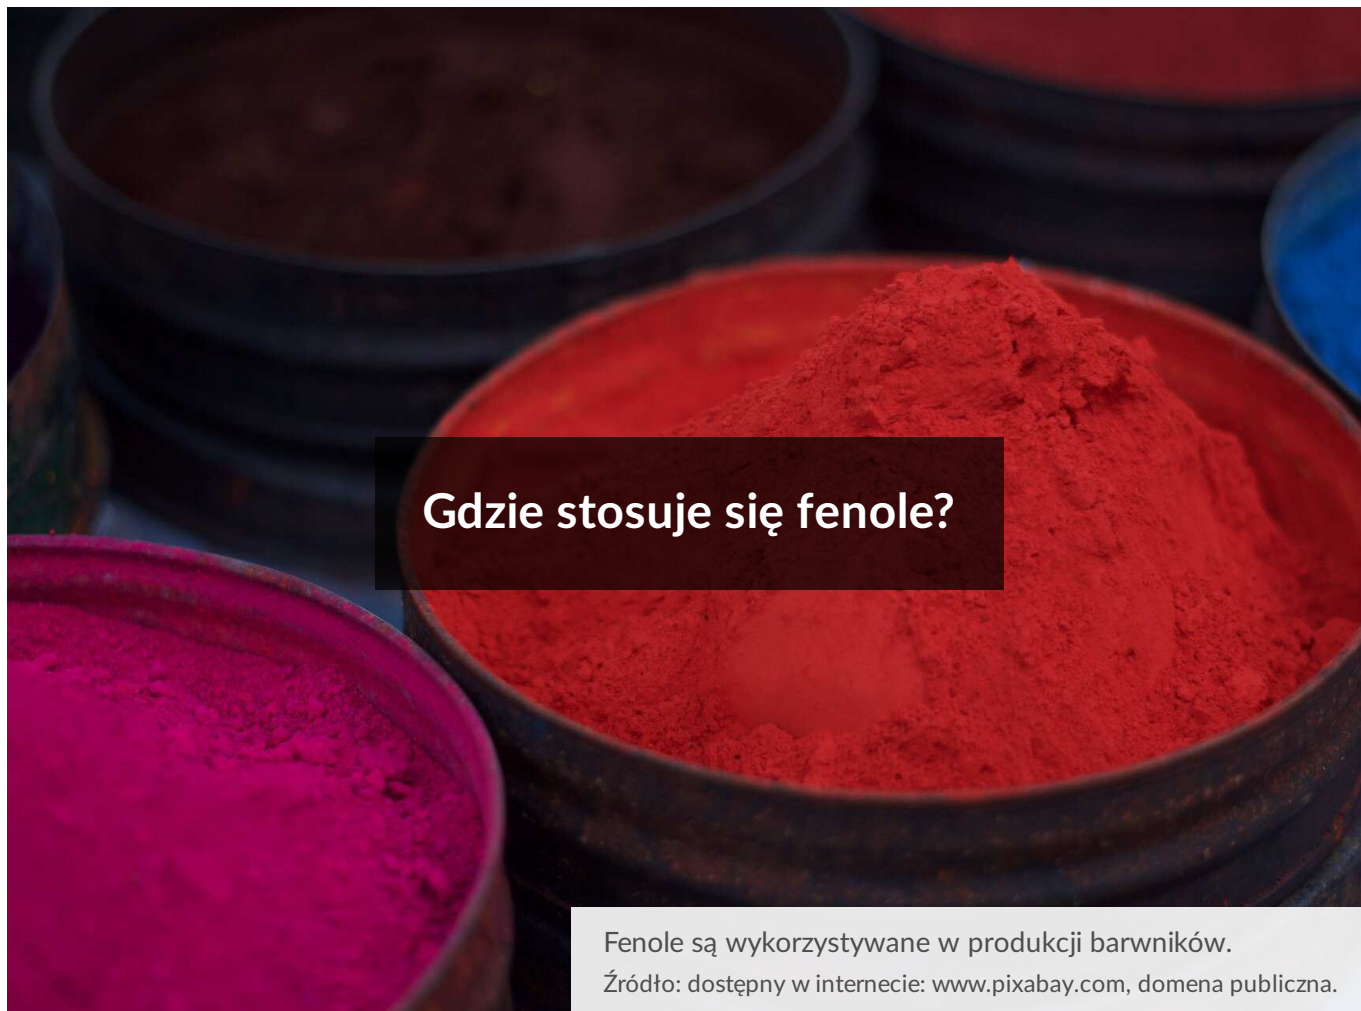 Gdzie stosuje się fenole?
Fenole są wykorzystywane w produkcji barwników.
Źródło: dostępny w internecie: www.pixabay.com, domena publiczna.